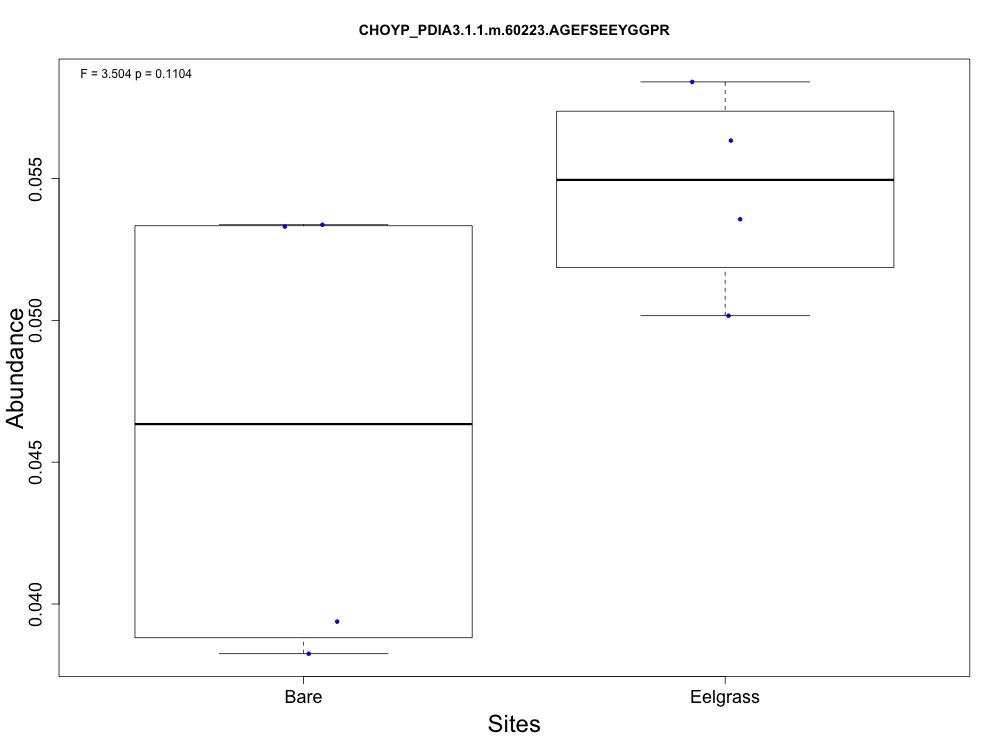 CHOYP_PDIA3.1.1.m.60223.AGEFSEEYGGPR
F = 3.504 p = 0.1104
0.055
0.050
0.045
0.040
Abundance
Bare
Eelgrass
Sites